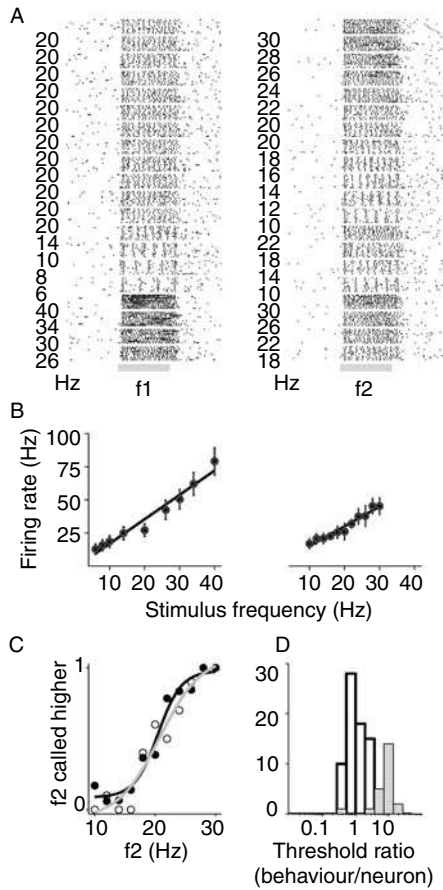 A
20 30
20 28
20 26
20 24
20 22
20 20
20 20
20 18
20 16
20 14
20 12
20 10
14 22
10 18
8 14
6 10
40 30
34 26
30 22
26 18
Hz f1 Hz f2
B
Firing rate (Hz)
100
75
50
25
10 20 30 40
10 20 30 40
Stimulus frequency (Hz)
C
f2 called higher
1
0
10 20 30
f2 (Hz)
D
30
20
10
0
0.1 1 10
Threshold ratio
(behaviour/neuron)